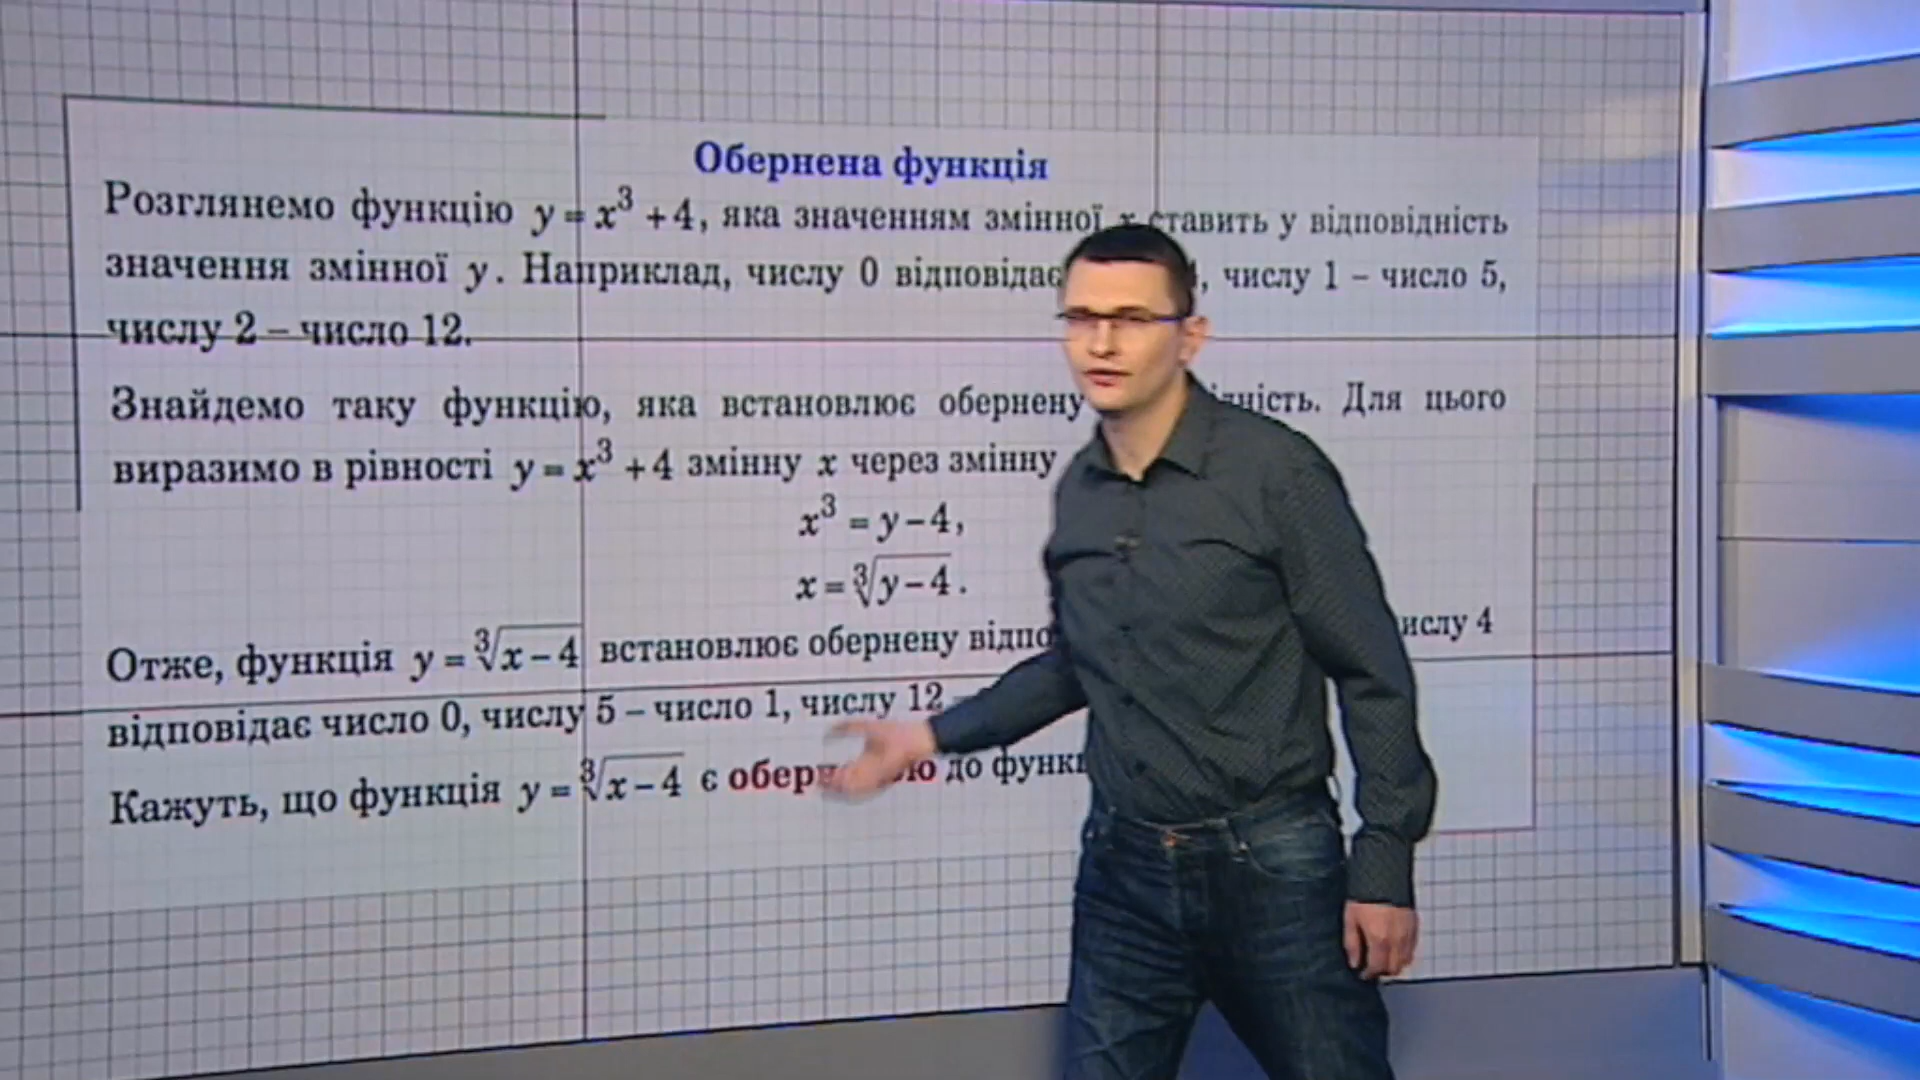 Обернена функція
Розглянемо функцію y = x³ + 4, яка значенням змінної x ставить у відповідність
значення змінної y. Наприклад, числу 0 відповідає , числу 1 – число 5,
числу 2 – число 12.
Знайдемо таку функцію, яка встановлює обернену Для цього
виразимо в рівності y = x³ + 4 змінну x через змінну
x³ = y – 4,
x = ∛(y – 4).
Отже, функція y = ∛(x – 4) встановлює обернену 4
відповідає число 0, числу 5 – число 1, числу 12
Кажуть, що функція y = ∛(x – 4) є до